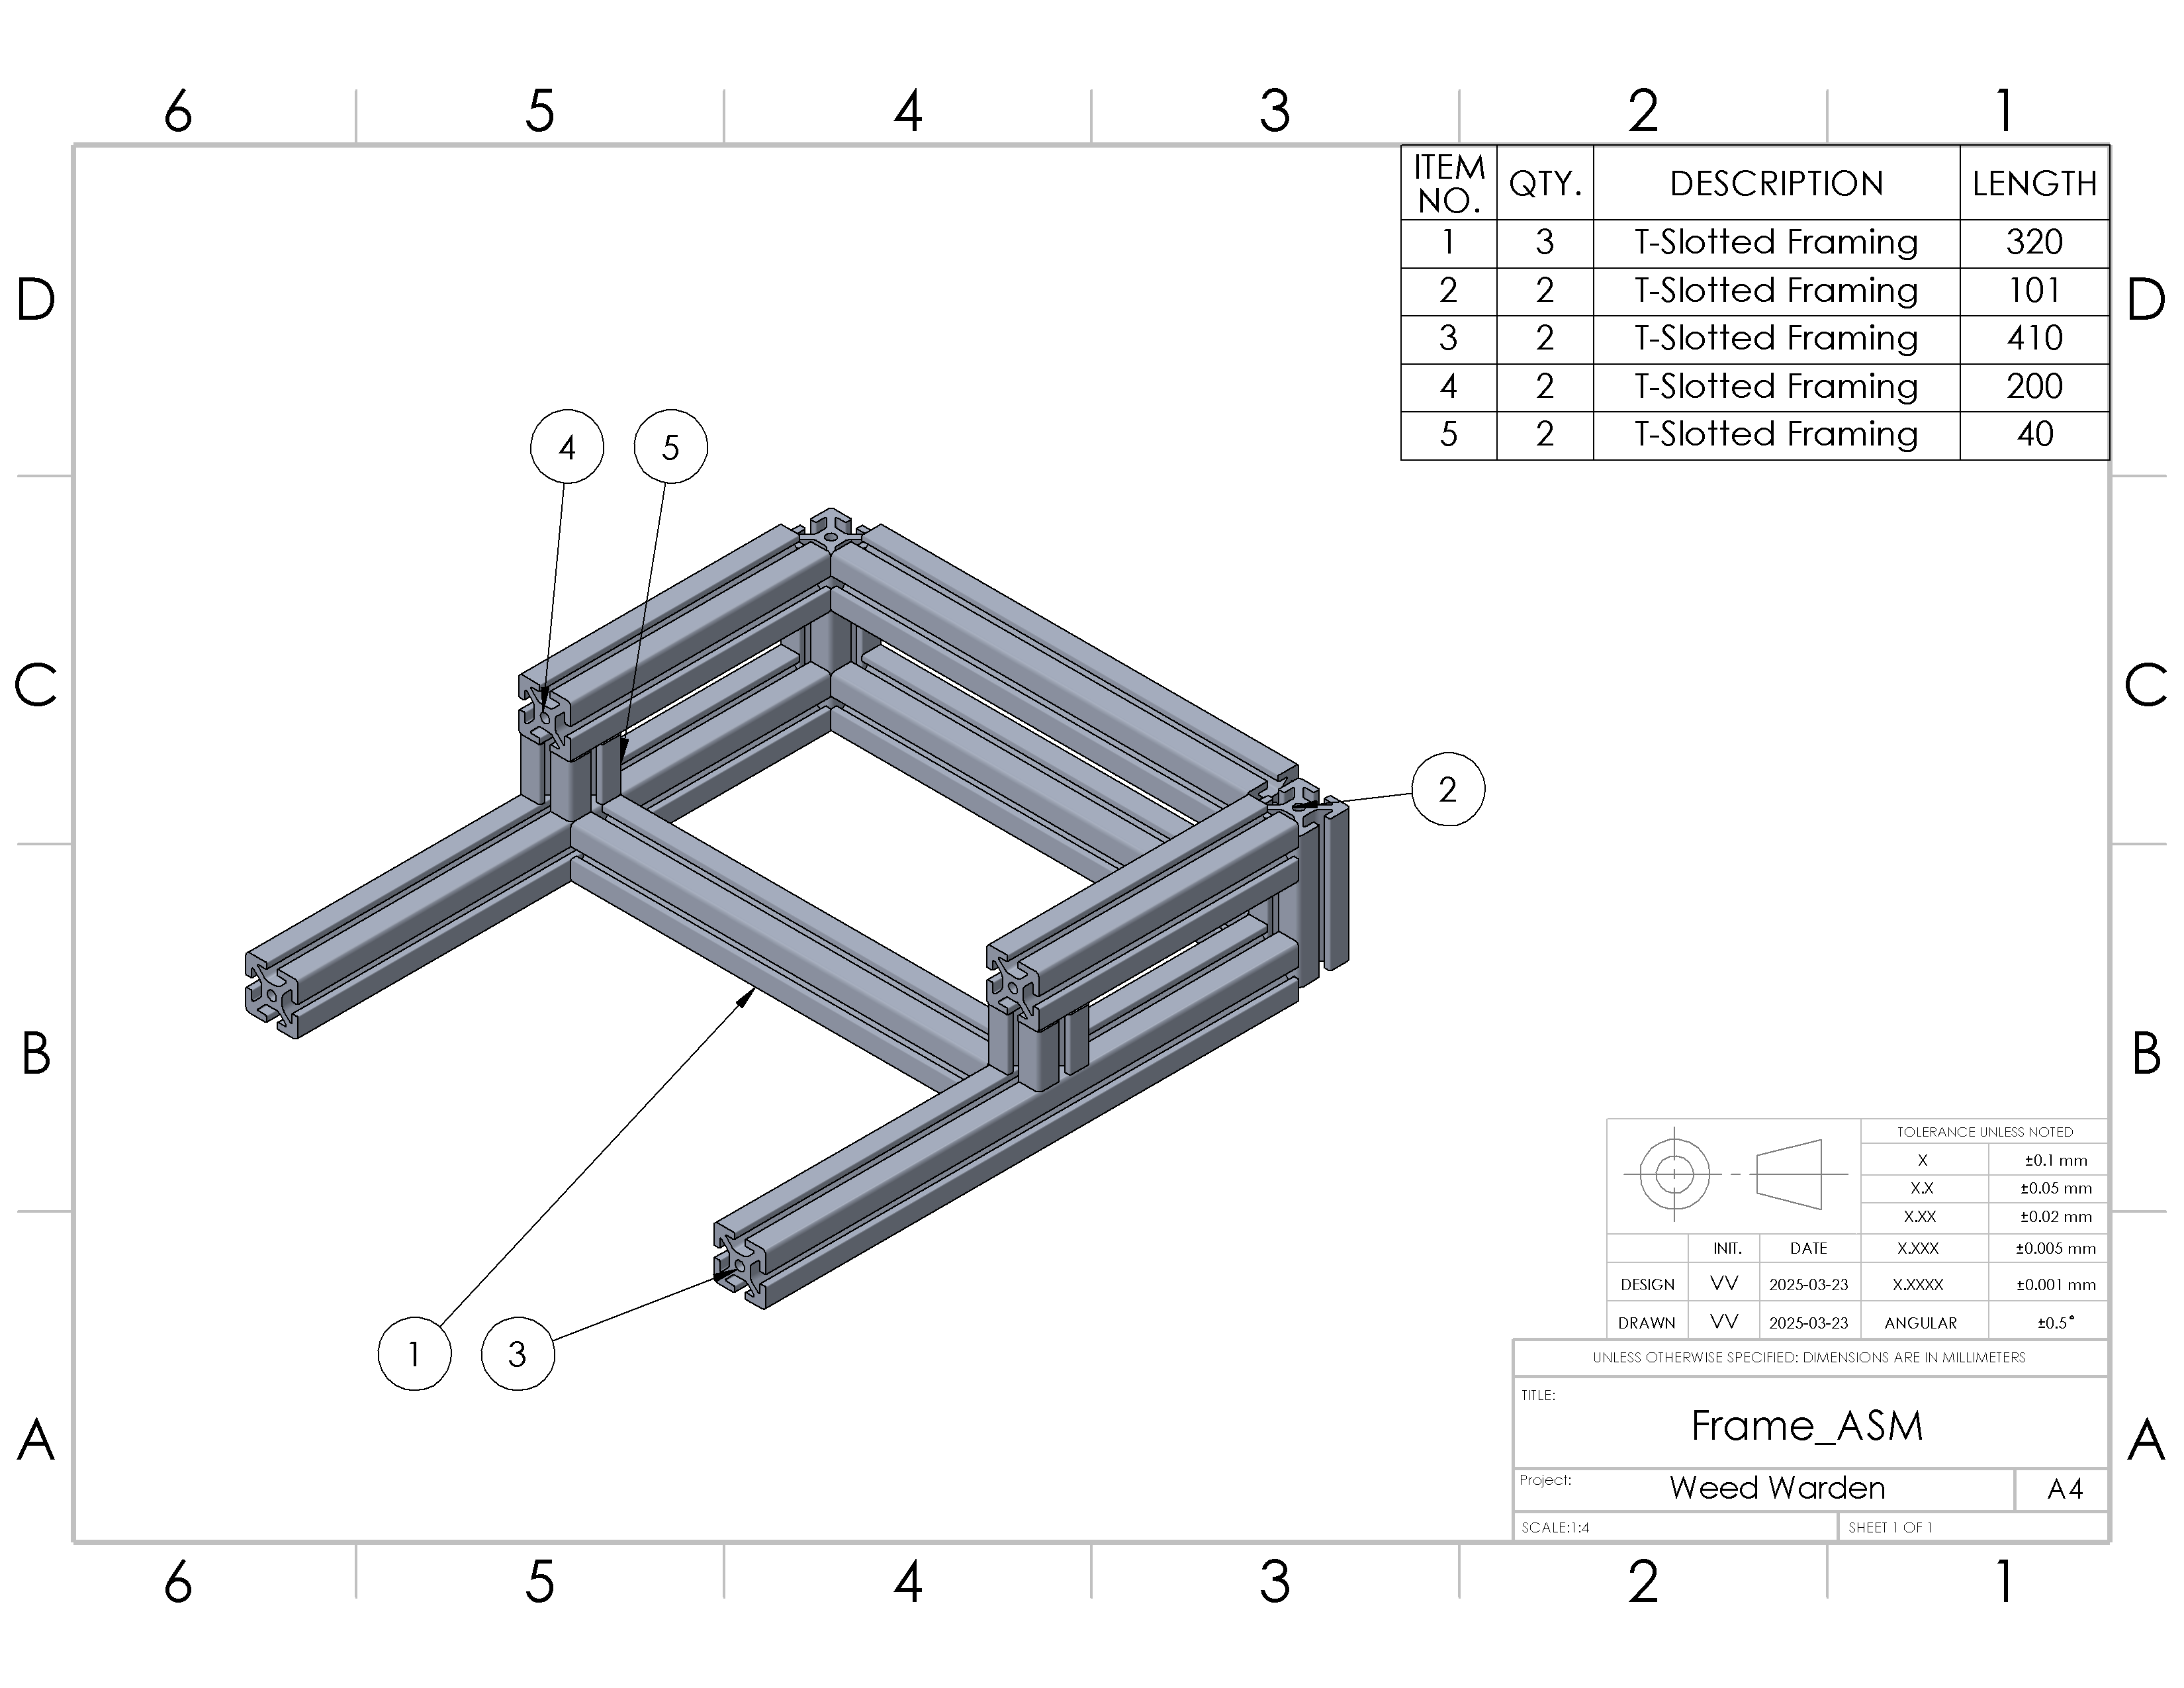 6 5 4 3 2 1
ITEM NO. QTY. DESCRIPTION LENGTH
1 3 T-Slotted Framing 320
2 2 T-Slotted Framing 101
3 2 T-Slotted Framing 410
4 2 T-Slotted Framing 200
5 2 T-Slotted Framing 40
D D
4 5
C C
2
B B
1 3
TOLERANCE UNLESS NOTED
X ±0.1 mm
X.X ±0.05 mm
X.XX ±0.02 mm
INIT. DATE X.XXX ±0.005 mm
DESIGN VV 2025-03-23 X.XXXX ±0.001 mm
DRAWN VV 2025-03-23 ANGULAR ±0.5°
UNLESS OTHERWISE SPECIFIED: DIMENSIONS ARE IN MILLIMETERS
TITLE:
Frame_ASM
A A
Project: Weed Warden A4
SCALE:1:4 SHEET 1 OF 1
6 5 4 3 2 1